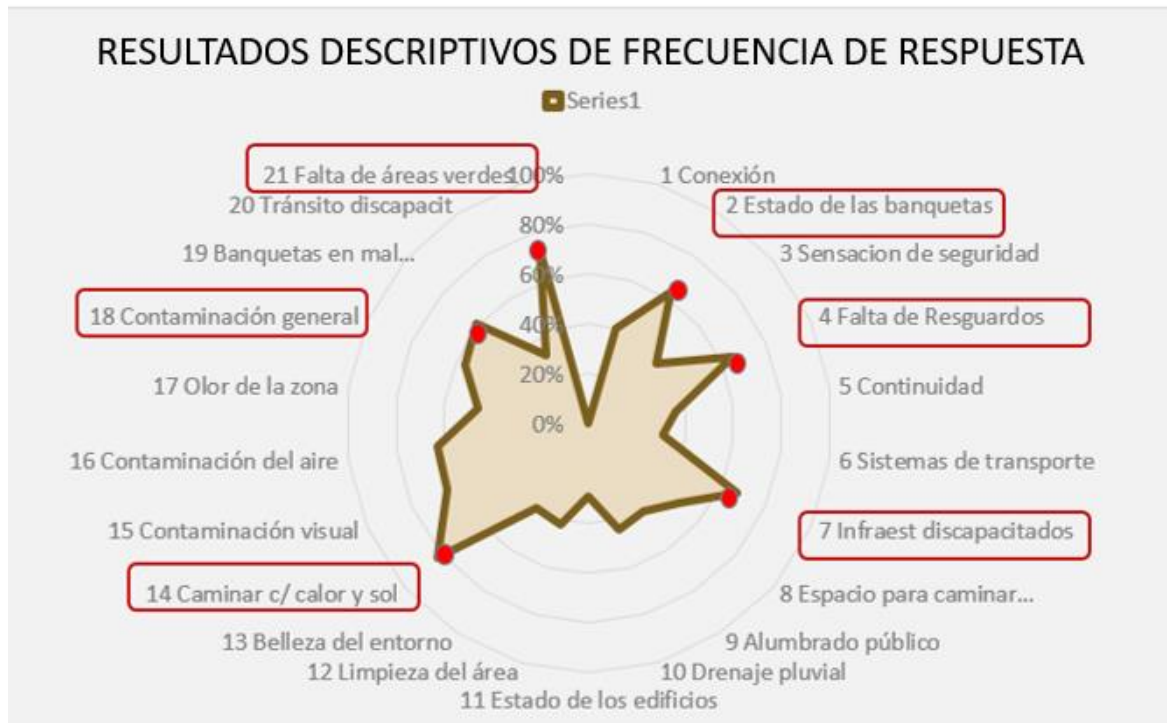 RESULTADOS DESCRIPTIVOS DE FRECUENCIA DE RESPUESTA
Series1
100%
80%
60%
40%
20%
0%
1 Conexión
2 Estado de las banquetas
3 Sensacion de seguridad
4 Falta de Resguardos
5 Continuidad
6 Sistemas de transporte
7 Infraest discapacitados
8 Espacio para caminar...
9 Alumbrado público
10 Drenaje pluvial
11 Estado de los edificios
12 Limpieza del área
13 Belleza del entorno
14 Caminar c/ calor y sol
15 Contaminación visual
16 Contaminación del aire
17 Olor de la zona
18 Contaminación general
19 Banquetas en mal...
20 Tránsito discapacit
21 Falta de áreas verdes